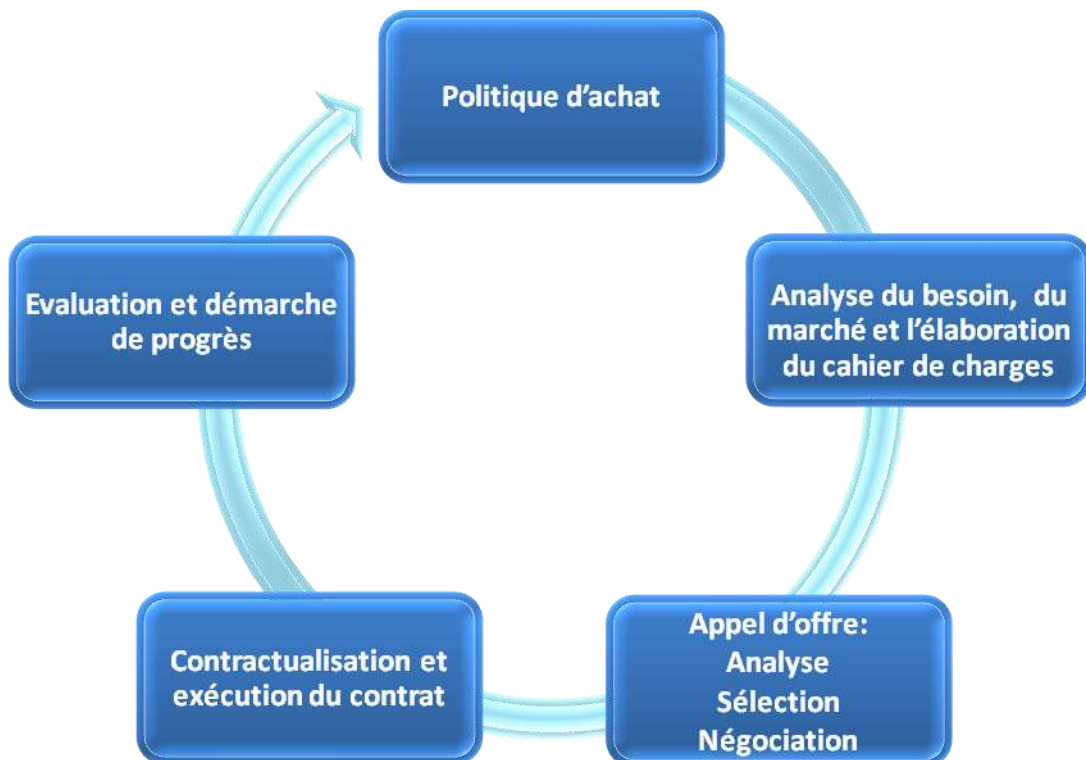 Politique d'achat
Analyse du besoin, du
marché et l'élaboration
du cahier de charges
Appel d'offre:
Analyse
Sélection
Négociation
Contractualisation et
exécution du contrat
Evaluation et démarche
de progrès